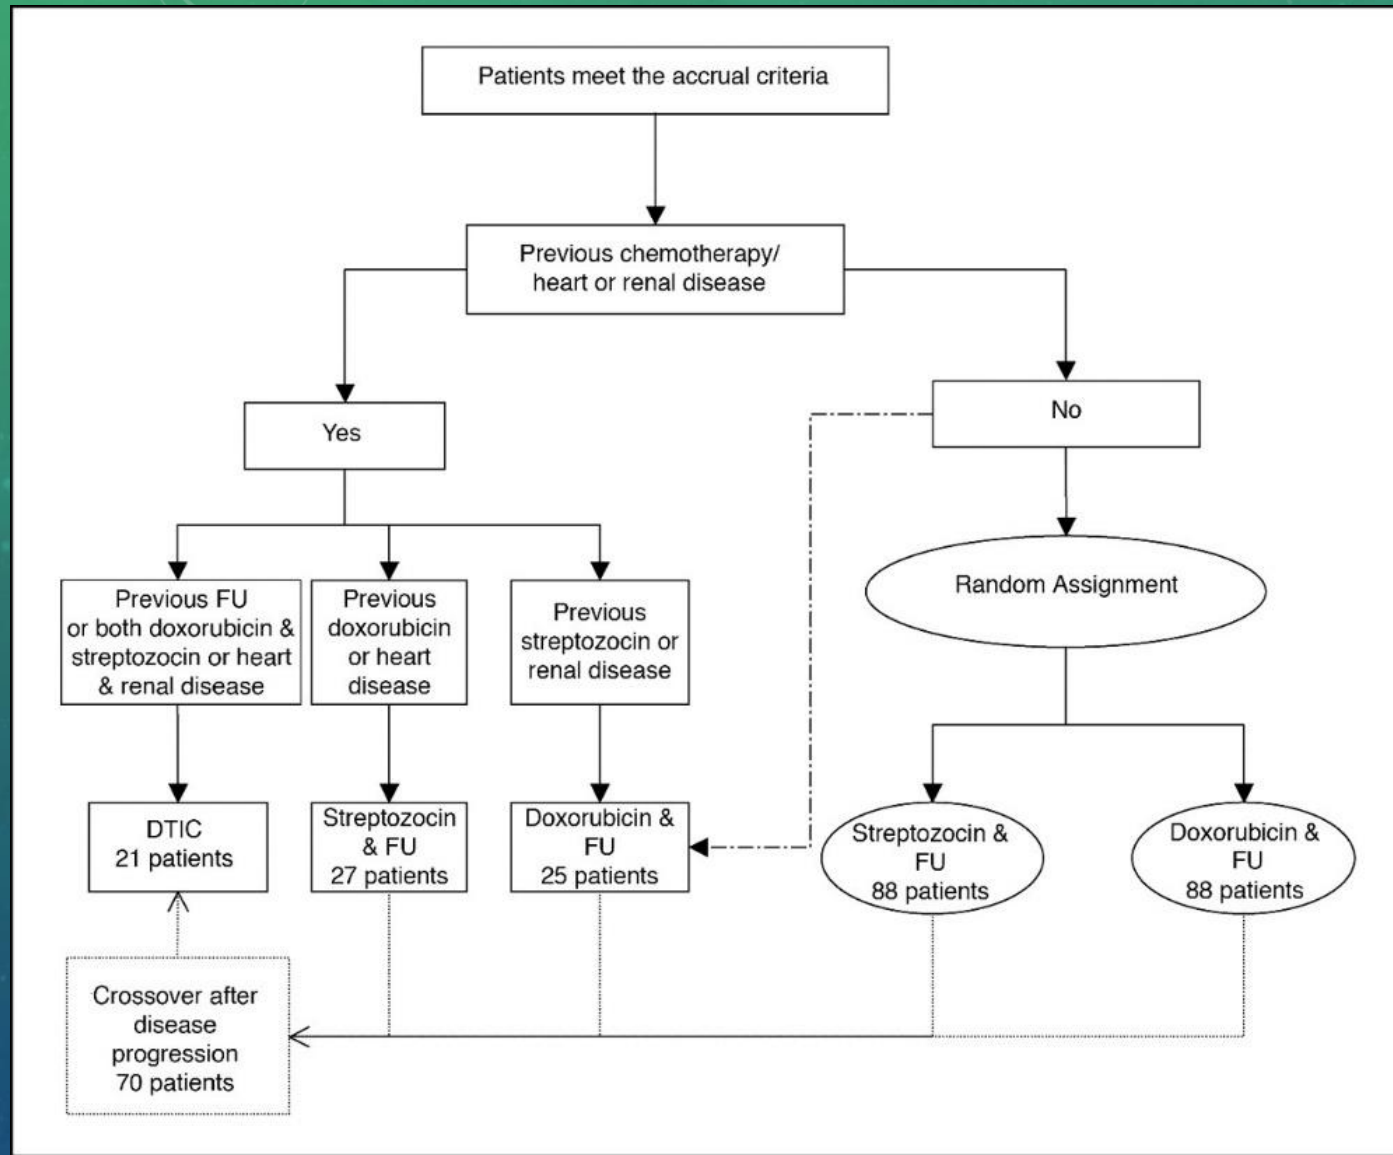 Patients meet the accrual criteria
Previous chemotherapy/
heart or renal disease
Yes
No
Random Assignment
Previous FU
or both doxorubicin &
streptozocin or heart
& renal disease
Previous
doxorubicin
or heart
disease
Previous
streptozocin or
renal disease
DTIC
21 patients
Streptozocin
& FU
27 patients
Doxorubicin &
FU
25 patients
Streptozocin &
FU
88 patients
Doxorubicin &
FU
88 patients
Crossover after
disease
progression
70 patients